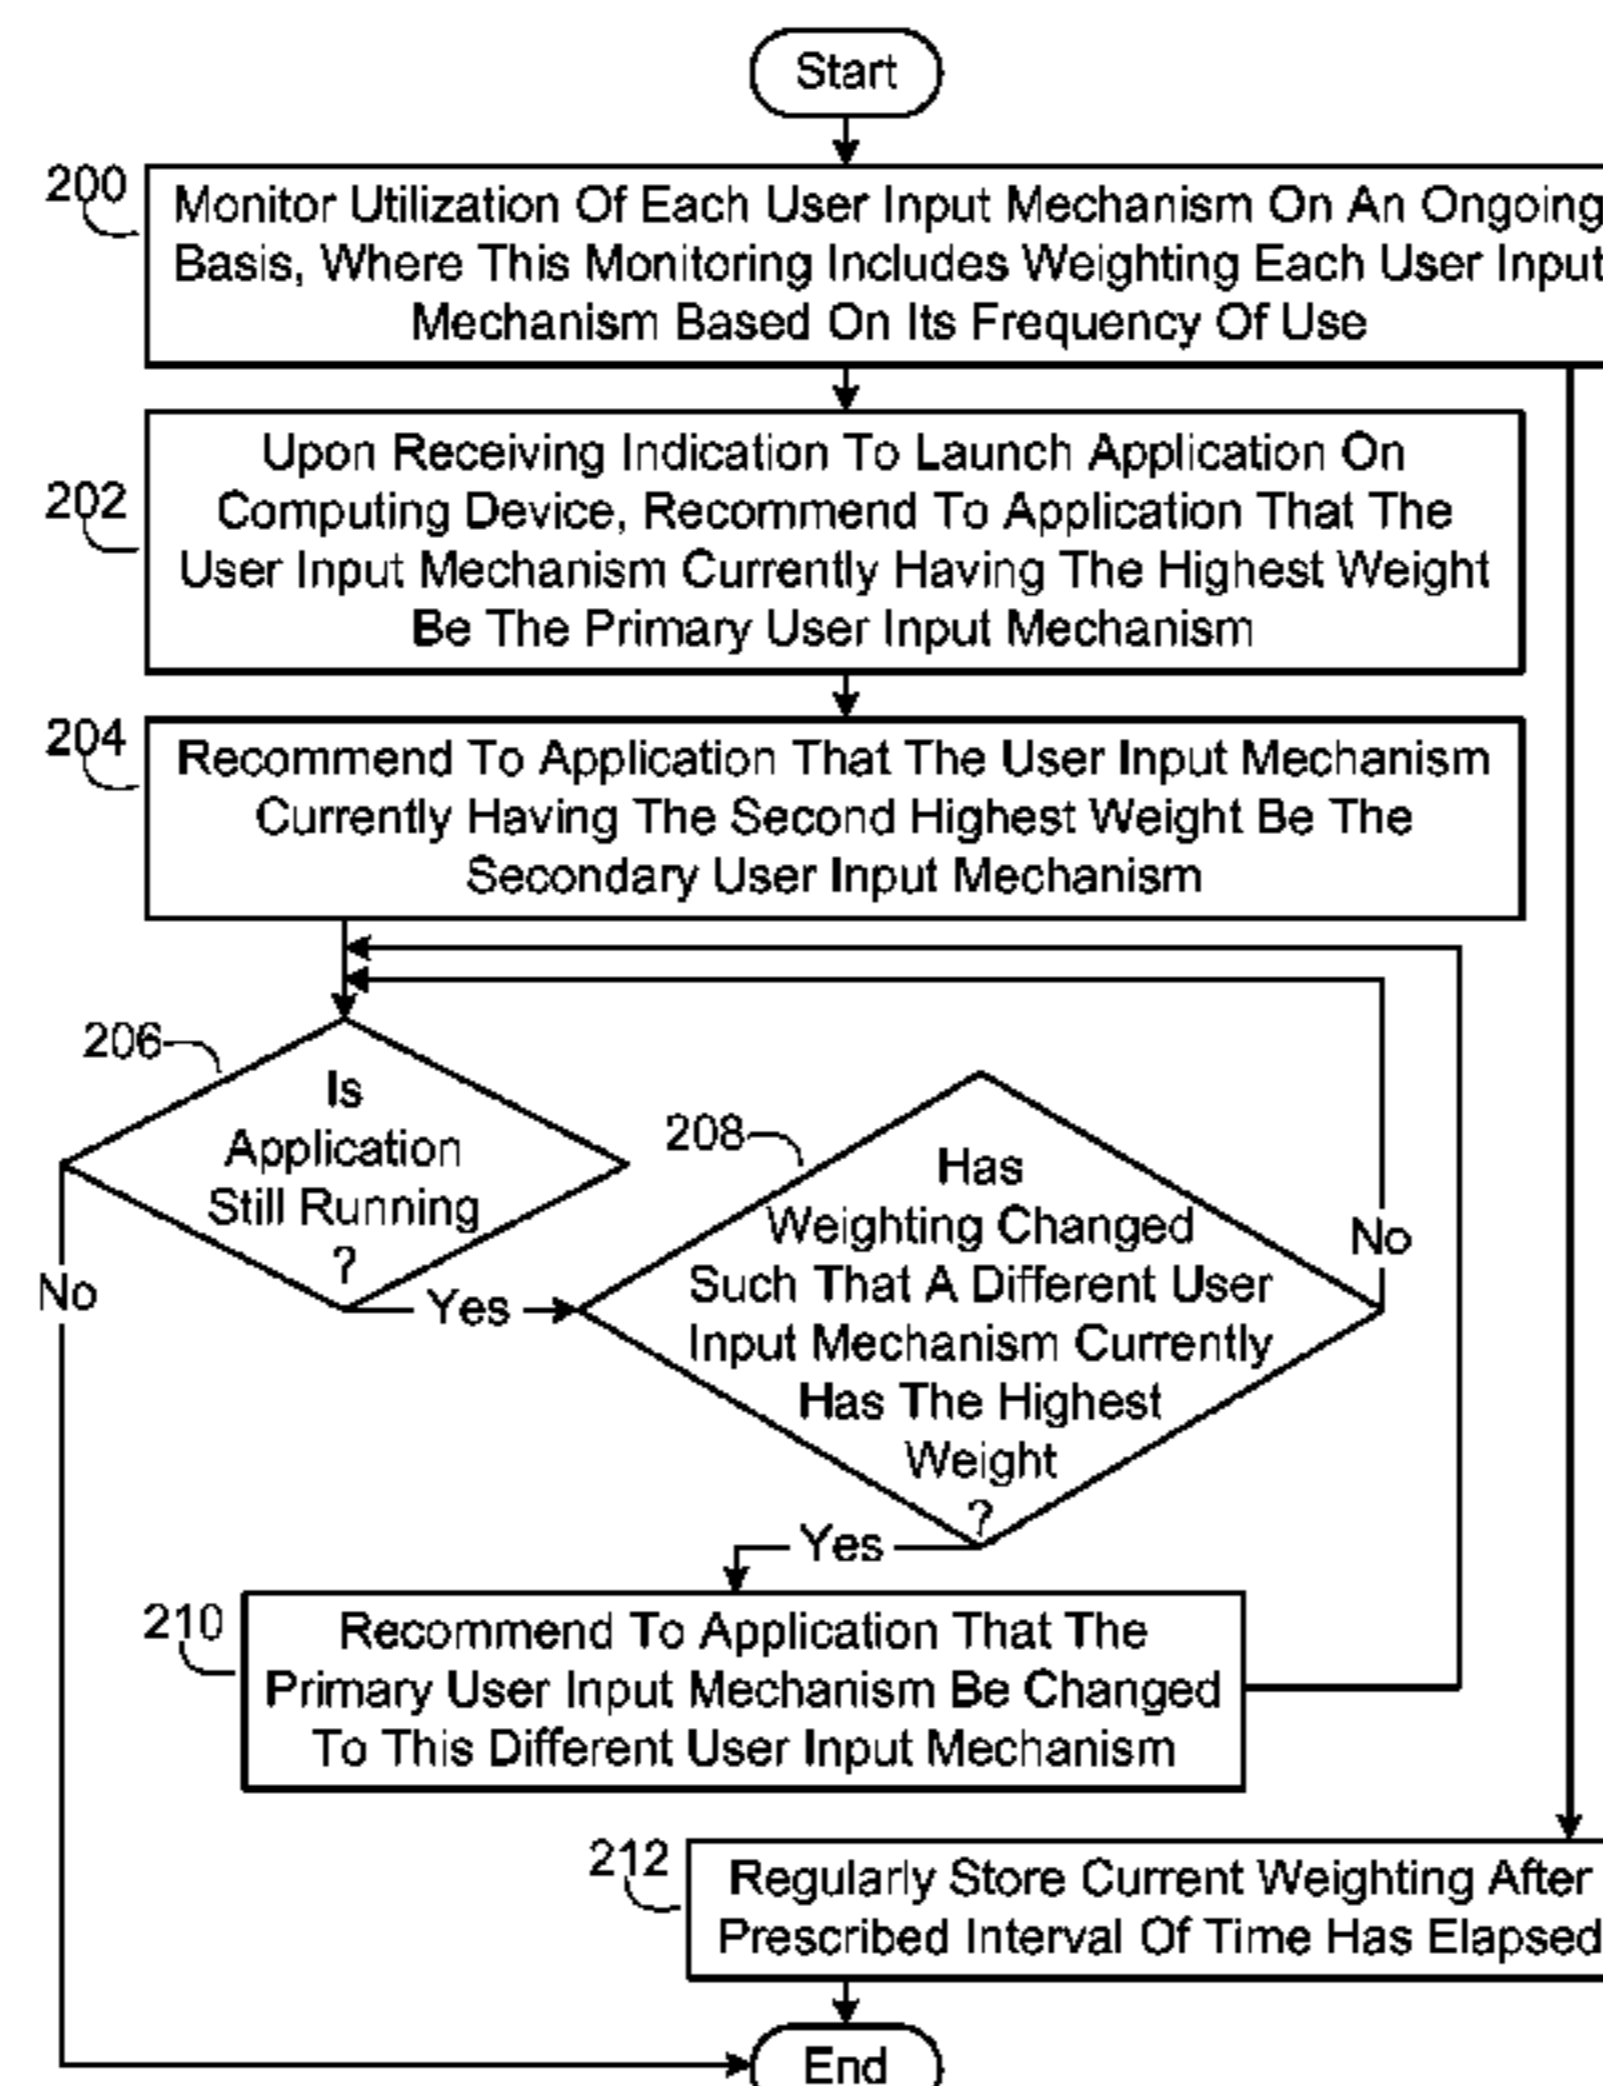 Start
200
Monitor Utilization Of Each User Input Mechanism On An Ongoing
Basis, Where This Monitoring Includes Weighting Each User Input
Mechanism Based On Its Frequency Of Use
202
Upon Receiving Indication To Launch Application On
Computing Device, Recommend To Application That The
User Input Mechanism Currently Having The Highest Weight
Be The Primary User Input Mechanism
204
Recommend To Application That The User Input Mechanism
Currently Having The Second Highest Weight Be The
Secondary User Input Mechanism
206
Is
Application
Still Running
?
No
Yes
208
Has
Weighting Changed
Such That A Different User
Input Mechanism Currently
Has The Highest
Weight
?
No
Yes
210
Recommend To Application That The
Primary User Input Mechanism Be Changed
To This Different User Input Mechanism
212
Regularly Store Current Weighting After
Prescribed Interval Of Time Has Elapsed
End